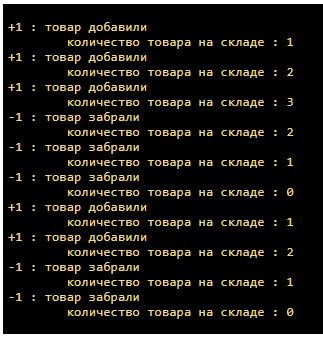 +1 : товар добавили
количество товара на складе : 1
+1 : товар добавили
количество товара на складе : 2
+1 : товар добавили
количество товара на складе : 3
-1 : товар забрали
количество товара на складе : 2
-1 : товар забрали
количество товара на складе : 1
-1 : товар забрали
количество товара на складе : 0
+1 : товар добавили
количество товара на складе : 1
+1 : товар добавили
количество товара на складе : 2
-1 : товар забрали
количество товара на складе : 1
-1 : товар забрали
количество товара на складе : 0